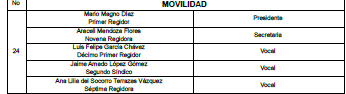 No MOVILIDAD
Mario Magno Díaz
Primer Regidor
Presidente
Araceli Mendoza Flores
Novena Regidora
Secretaria
24
Luis Felipe García Chávez
Décimo Primer Regidor
Vocal
Jaime Amado López Gómez
Segundo Síndico
Vocal
Ana Lilia del Socorro Terrazas Vázquez
Séptima Regidora
Vocal